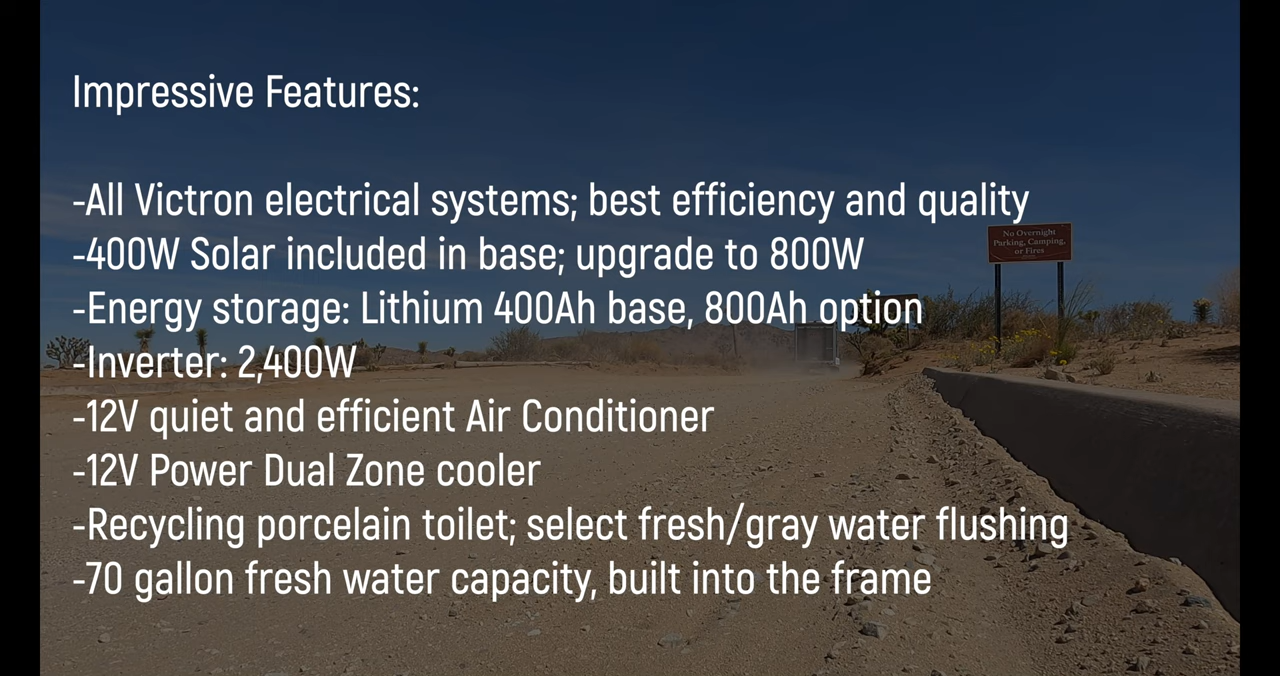 Impressive Features:
-All Victron electrical systems; best efficiency and quality
-400W Solar included in base; upgrade to 800W
-Energy storage: Lithium 400Ah base, 800Ah option
-Inverter: 2,400W
-12V quiet and efficient Air Conditioner
-12V Power Dual Zone cooler
-Recycling porcelain toilet; select fresh/gray water flushing
-70 gallon fresh water capacity, built into the frame
No Overnight
Parking, Camping,
or Fires